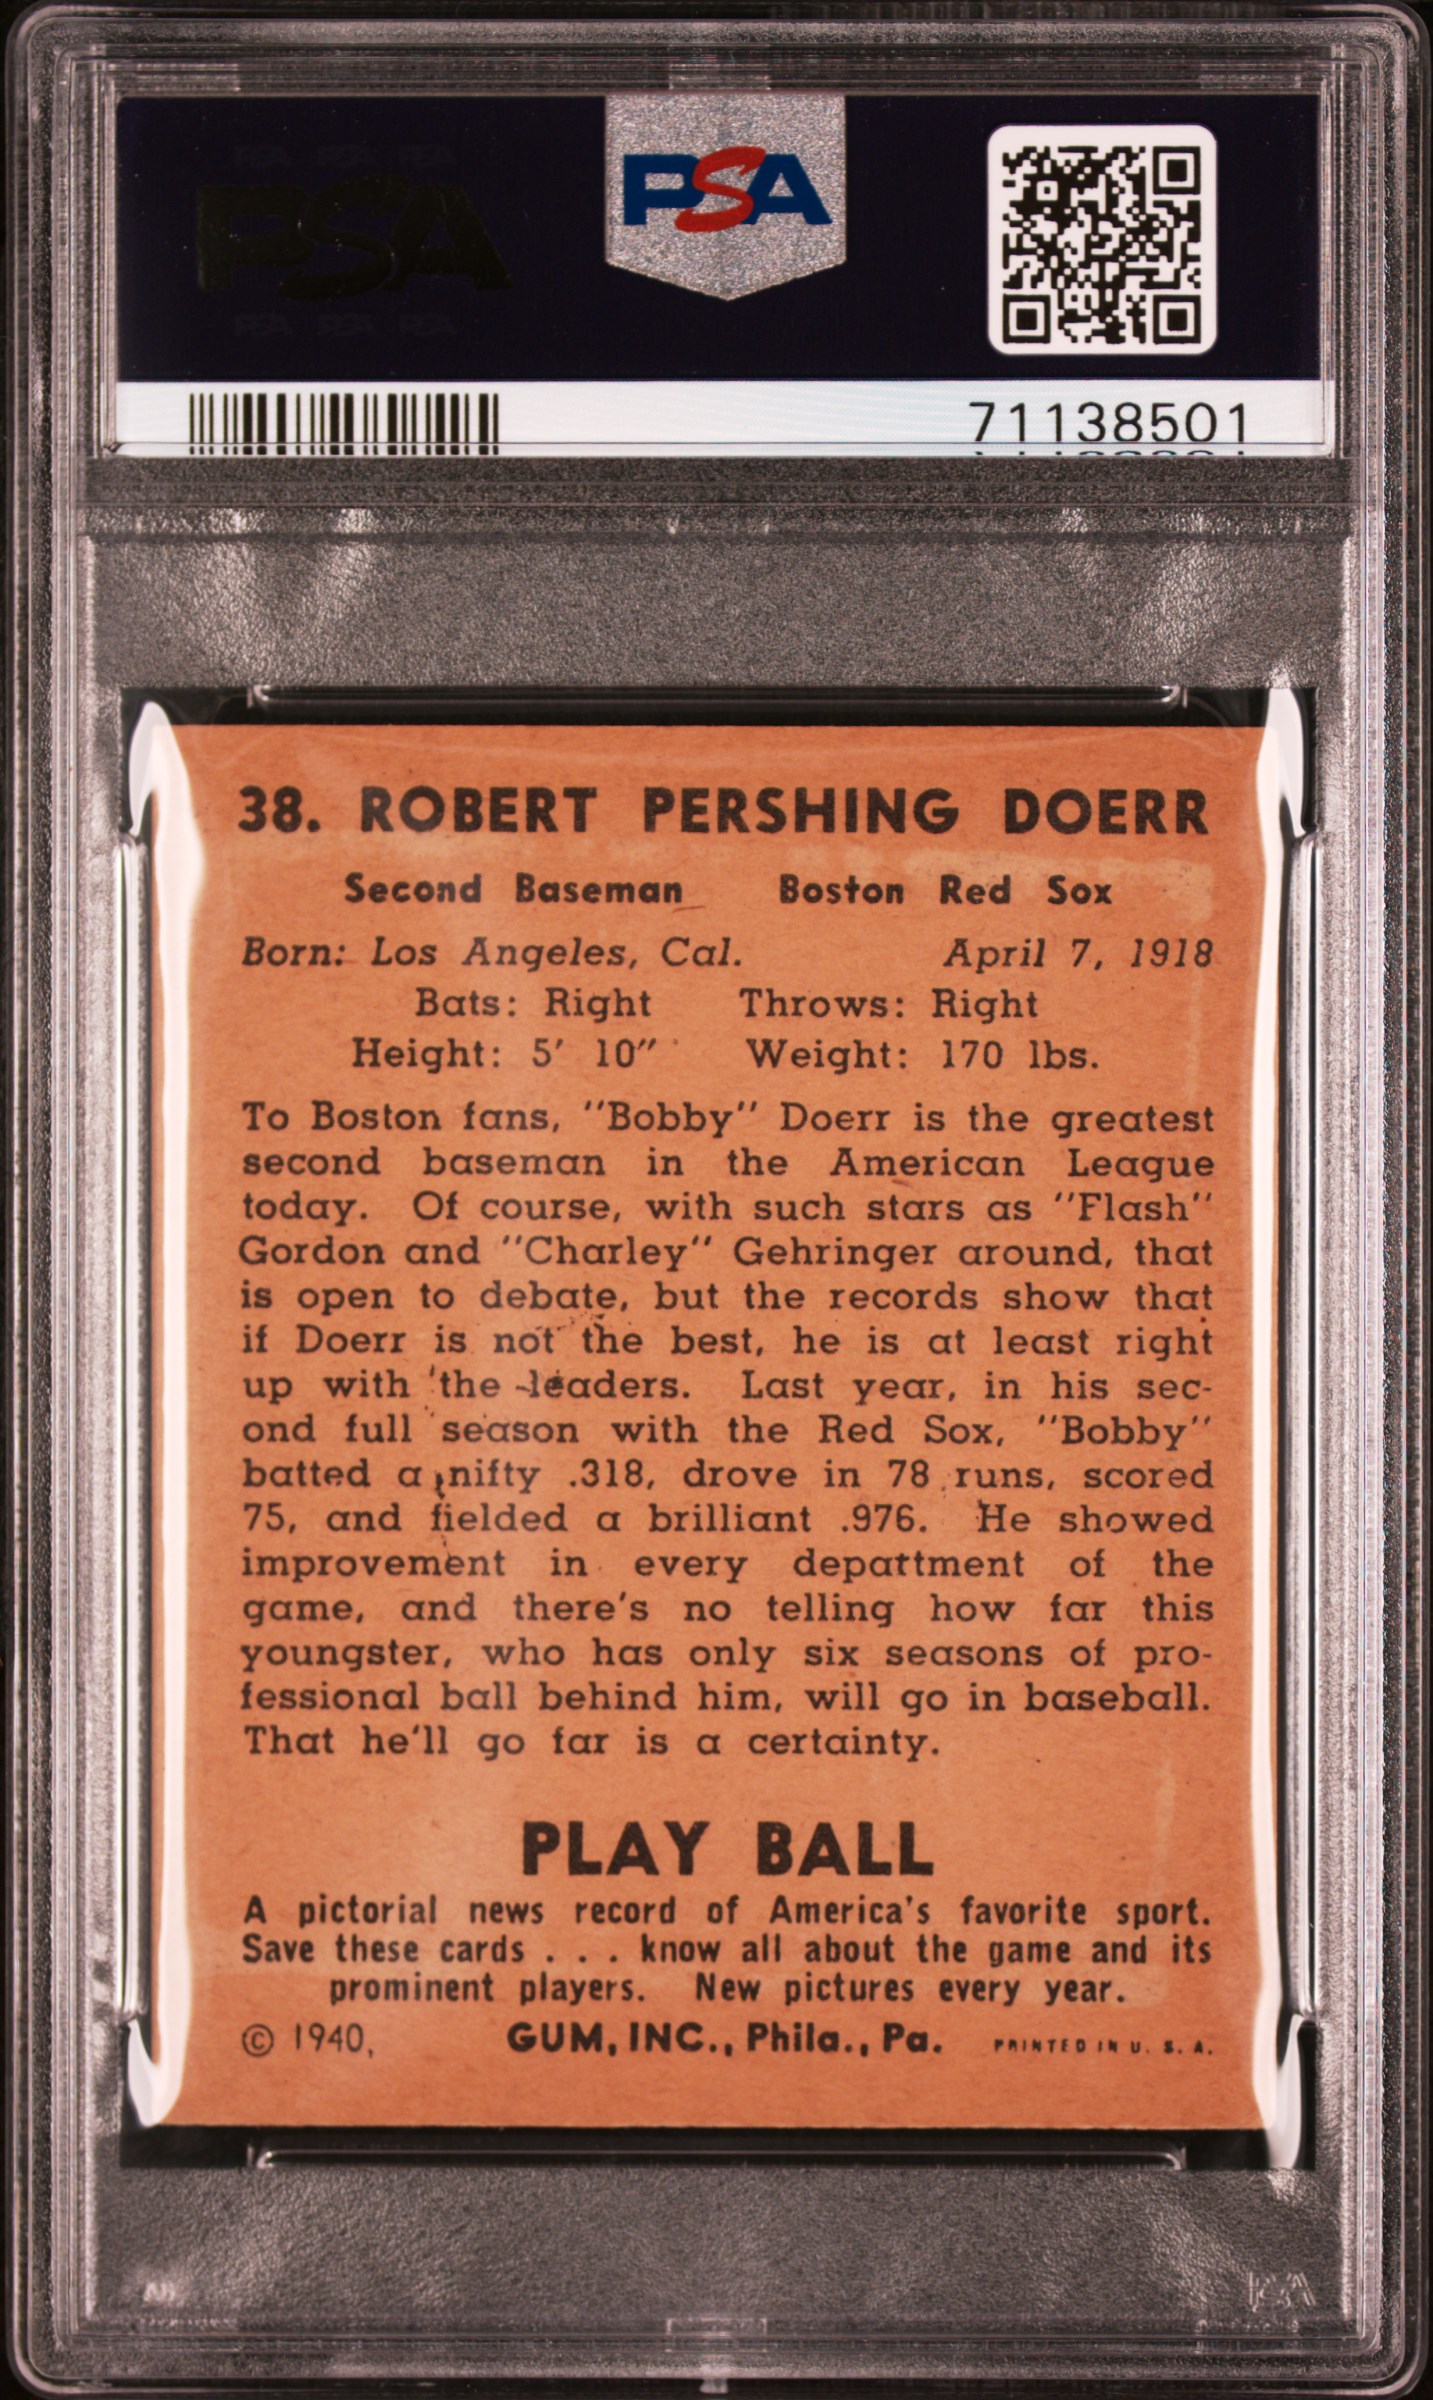 PSA PSA PSA
PSA
PSA PSA PSA
PSA
71138501
38. ROBERT PERSHING DOERR
Second Baseman Boston Red Sox
Born: Los Angeles, Cal. April 7, 1918
Bats: Right Throws: Right
Height: 5' 10" Weight: 170 lbs.
To Boston fans, "Bobby" Doerr is the greatest
second baseman in the American League
today. Of course, with such stars as "Flash"
Gordon and "Charley" Gehringer around, that
is open to debate, but the records show that
if Doerr is not the best, he is at least right
up with the leaders. Last year, in his sec-
ond full season with the Red Sox, "Bobby"
batted a nifty .318, drove in 78 runs, scored
75, and fielded a brilliant .976. He showed
improvement in every department of the
game, and there's no telling how far this
youngster, who has only six seasons of pro-
fessional ball behind him, will go in baseball.
That he'll go far is a certainty.
PLAY BALL
A pictorial news record of America's favorite sport.
Save these cards . . . know all about the game and its
prominent players. New pictures every year.
© 1940, GUM, INC., Phila., Pa. PRINTED IN U. S. A.
PSA